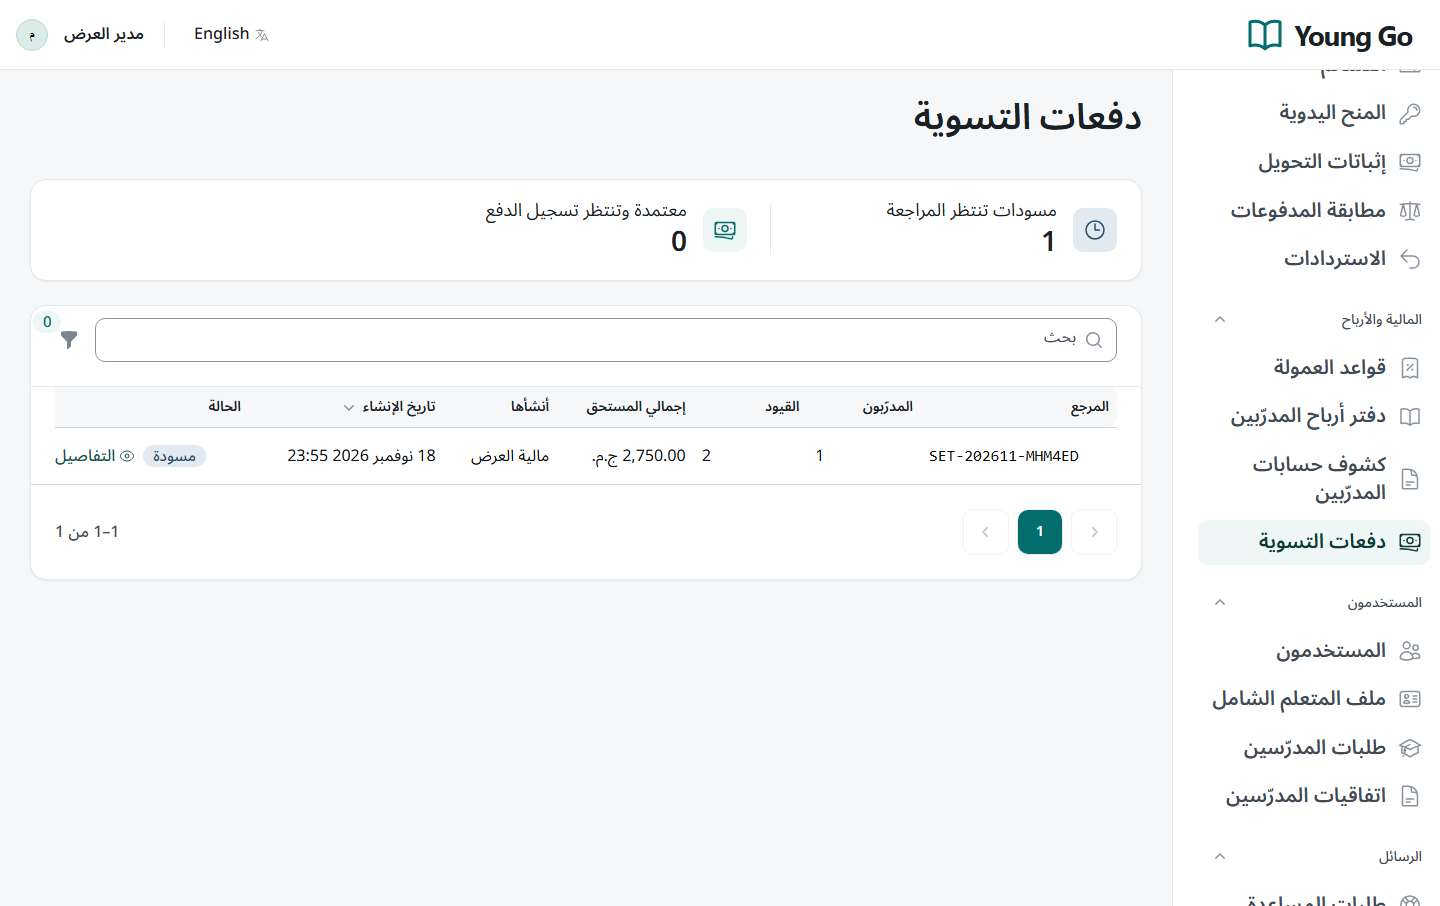 Young Go
English
مدير العرض
م
المنح اليدوية
إثباتات التحويل
مطابقة المدفوعات
الاستردادات
المالية والأرباح
قواعد العمولة
دفتر أرباح المدرّبين
كشوف حسابات
المدرّبين
دفعات التسوية
المستخدمون
المستخدمون
ملف المتعلم الشامل
طلبات المدرّسين
اتفاقيات المدرّسين
الرسائل
طلبات المساعدة
دفعات التسوية
مسودات تنتظر المراجعة
1
معتمدة وتنتظر تسجيل الدفع
0
بحث
0
المرجع المدرّبون القيود إجمالي المستحق أنشأها تاريخ الإنشاء الحالة
SET-202611-MHM4ED 1 2 2,750.00 ج.م. مالية العرض 18 نوفمبر 2026 23:55 مسودة التفاصيل
1
1–1 من 1